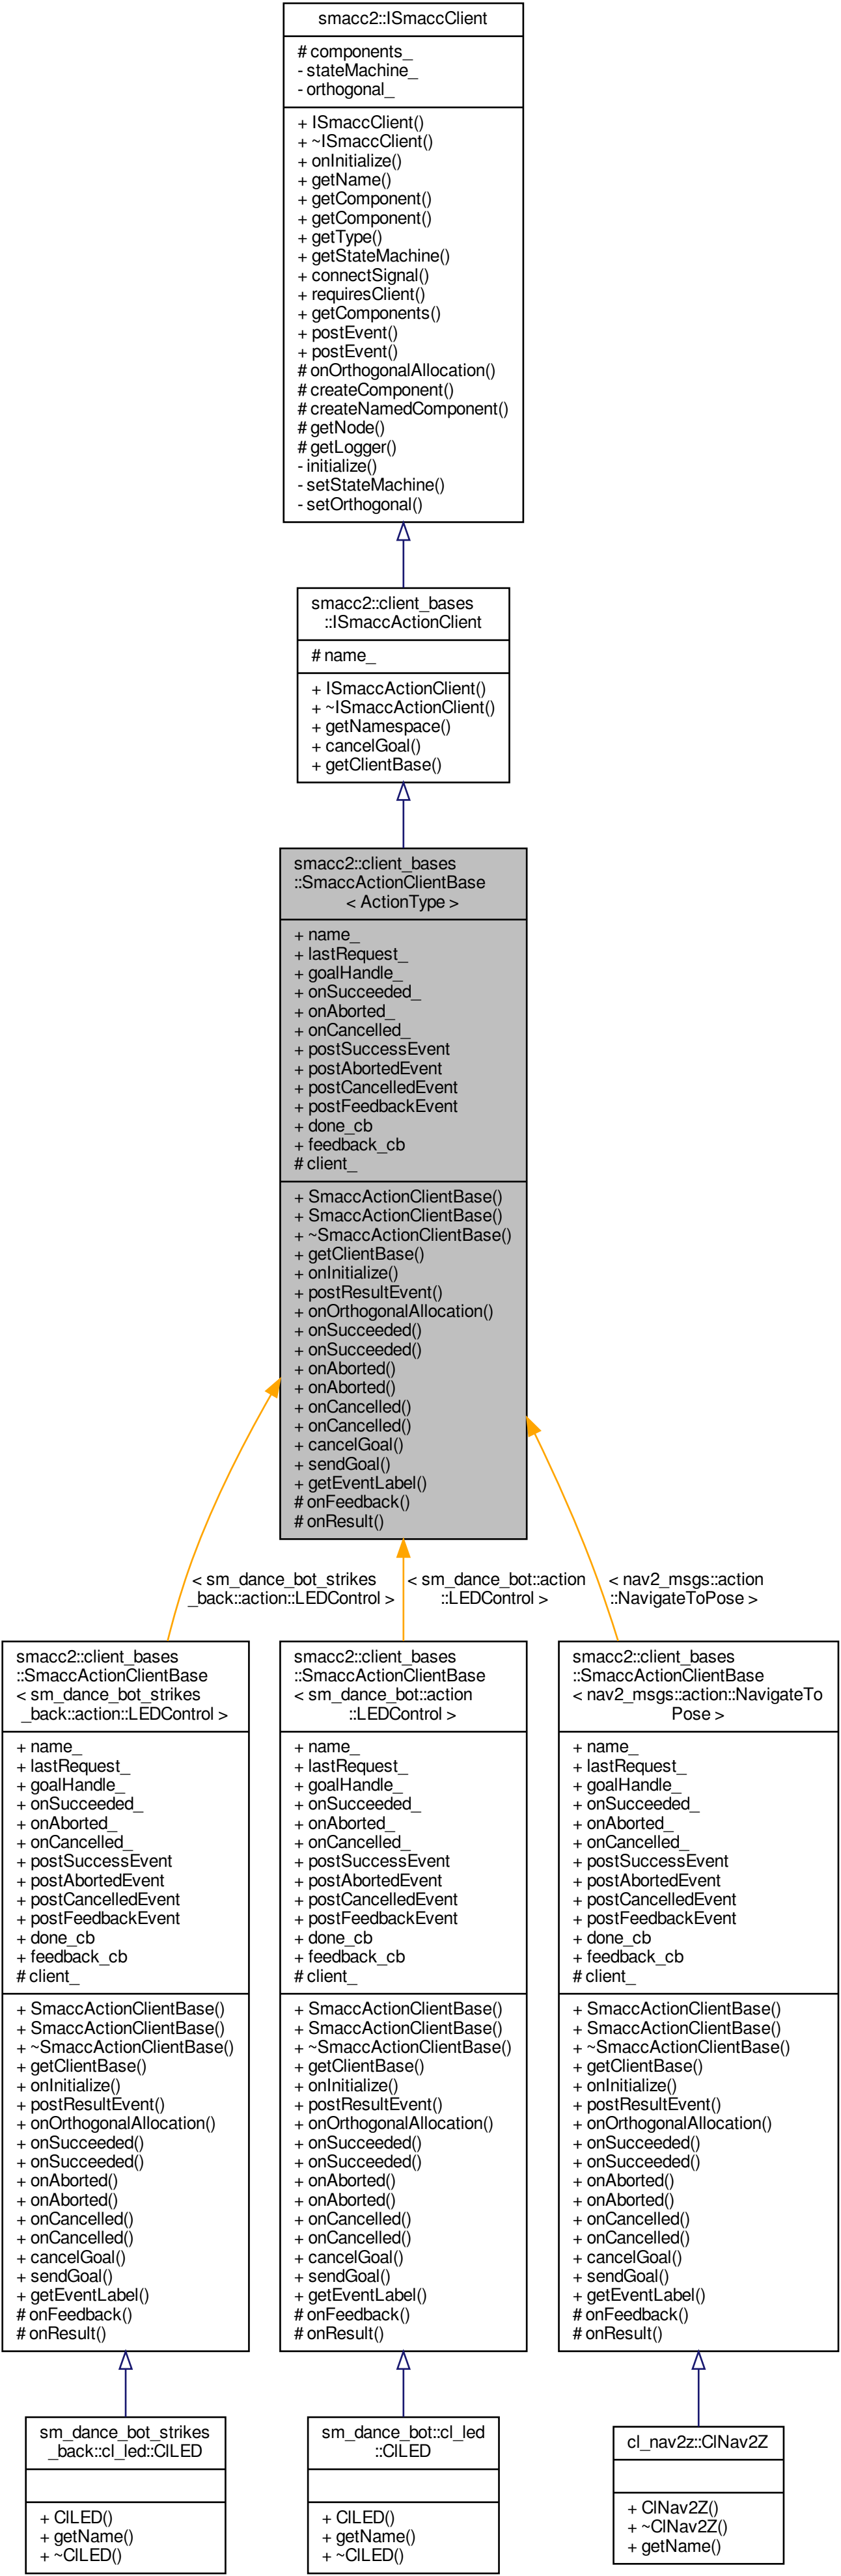 smacc2::ISmaccClient
# components_
- stateMachine_
- orthogonal_
+ ISmaccClient()
+ ~ISmaccClient()
+ onInitialize()
+ getName()
+ getComponent()
+ getComponent()
+ getType()
+ getStateMachine()
+ connectSignal()
+ requiresClient()
+ getComponents()
+ postEvent()
+ postEvent()
# onOrthogonalAllocation()
# createComponent()
# createNamedComponent()
# getNode()
# getLogger()
- initialize()
- setStateMachine()
- setOrthogonal()
smacc2::client_bases
::ISmaccActionClient
# name_
+ ISmaccActionClient()
+ ~ISmaccActionClient()
+ getNamespace()
+ cancelGoal()
+ getClientBase()
smacc2::client_bases
::SmaccActionClientBase
< ActionType >
+ name_
+ lastRequest_
+ goalHandle_
+ onSucceeded_
+ onAborted_
+ onCancelled_
+ postSuccessEvent
+ postAbortedEvent
+ postCancelledEvent
+ postFeedbackEvent
+ done_cb
+ feedback_cb
# client_
+ SmaccActionClientBase()
+ SmaccActionClientBase()
+ ~SmaccActionClientBase()
+ getClientBase()
+ onInitialize()
+ postResultEvent()
+ onOrthogonalAllocation()
+ onSucceeded()
+ onSucceeded()
+ onAborted()
+ onAborted()
+ onCancelled()
+ onCancelled()
+ cancelGoal()
+ sendGoal()
+ getEventLabel()
# onFeedback()
# onResult()
< sm_dance_bot_strikes
_back::action::LEDControl >
< sm_dance_bot::action
::LEDControl >
< nav2_msgs::action
::NavigateToPose >
smacc2::client_bases
::SmaccActionClientBase
< sm_dance_bot_strikes
_back::action::LEDControl >
+ name_
+ lastRequest_
+ goalHandle_
+ onSucceeded_
+ onAborted_
+ onCancelled_
+ postSuccessEvent
+ postAbortedEvent
+ postCancelledEvent
+ postFeedbackEvent
+ done_cb
+ feedback_cb
# client_
+ SmaccActionClientBase()
+ SmaccActionClientBase()
+ ~SmaccActionClientBase()
+ getClientBase()
+ onInitialize()
+ postResultEvent()
+ onOrthogonalAllocation()
+ onSucceeded()
+ onSucceeded()
+ onAborted()
+ onAborted()
+ onCancelled()
+ onCancelled()
+ cancelGoal()
+ sendGoal()
+ getEventLabel()
# onFeedback()
# onResult()
smacc2::client_bases
::SmaccActionClientBase
< sm_dance_bot::action
::LEDControl >
+ name_
+ lastRequest_
+ goalHandle_
+ onSucceeded_
+ onAborted_
+ onCancelled_
+ postSuccessEvent
+ postAbortedEvent
+ postCancelledEvent
+ postFeedbackEvent
+ done_cb
+ feedback_cb
# client_
+ SmaccActionClientBase()
+ SmaccActionClientBase()
+ ~SmaccActionClientBase()
+ getClientBase()
+ onInitialize()
+ postResultEvent()
+ onOrthogonalAllocation()
+ onSucceeded()
+ onSucceeded()
+ onAborted()
+ onAborted()
+ onCancelled()
+ onCancelled()
+ cancelGoal()
+ sendGoal()
+ getEventLabel()
# onFeedback()
# onResult()
smacc2::client_bases
::SmaccActionClientBase
< nav2_msgs::action::NavigateTo
Pose >
+ name_
+ lastRequest_
+ goalHandle_
+ onSucceeded_
+ onAborted_
+ onCancelled_
+ postSuccessEvent
+ postAbortedEvent
+ postCancelledEvent
+ postFeedbackEvent
+ done_cb
+ feedback_cb
# client_
+ SmaccActionClientBase()
+ SmaccActionClientBase()
+ ~SmaccActionClientBase()
+ getClientBase()
+ onInitialize()
+ postResultEvent()
+ onOrthogonalAllocation()
+ onSucceeded()
+ onSucceeded()
+ onAborted()
+ onAborted()
+ onCancelled()
+ onCancelled()
+ cancelGoal()
+ sendGoal()
+ getEventLabel()
# onFeedback()
# onResult()
sm_dance_bot_strikes
_back::cl_led::ClLED
+ ClLED()
+ getName()
+ ~ClLED()
sm_dance_bot::cl_led
::ClLED
+ ClLED()
+ getName()
+ ~ClLED()
cl_nav2z::ClNav2Z
+ ClNav2Z()
+ ~ClNav2Z()
+ getName()